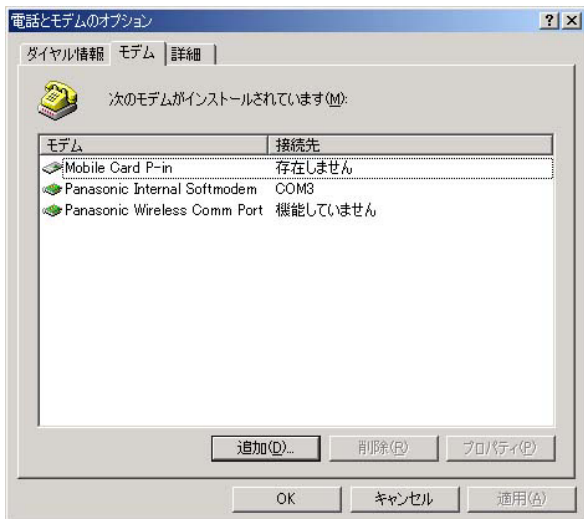 電話とモデムのオプション
ダイヤル情報 モデム 詳細
次のモデムがインストールされています(M):
モデム 接続先
Mobile Card P-in 存在しません
Panasonic Internal Softmodem COM3
Panasonic Wireless Comm Port 機能していません
追加(D)... 削除(R) プロパティ(P)
OK キャンセル 適用(A)